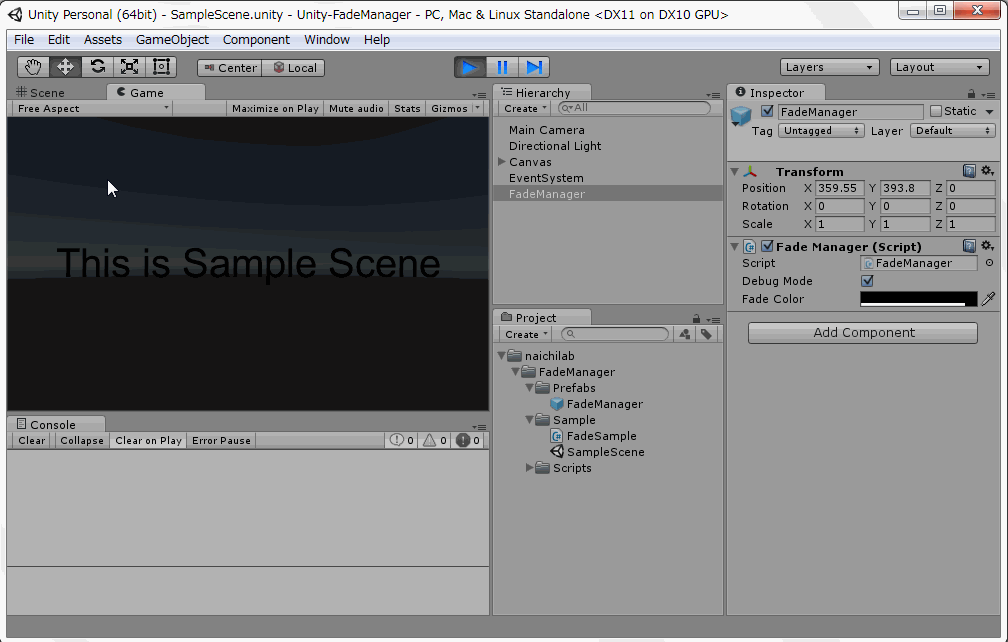 Unity Personal (64bit) - SampleScene.unity - Unity-FadeManager - PC, Mac & Linux Standalone <DX11 on DX10 GPU>
File Edit Assets GameObject Component Window Help
Center Local Layers Layout
Scene Game
Free Aspect Maximize on Play Mute audio Stats Gizmos
This is Sample Scene
Console
Clear Collapse Clear on Play Error Pause 0 0 0
Hierarchy
Create All
Main Camera
Directional Light
Canvas
EventSystem
FadeManager
Project
Create
naichilab
FadeManager
Prefabs
FadeManager
Sample
FadeSample
SampleScene
Scripts
Inspector
FadeManager Static
Tag Untagged Layer Default
Transform
Position X 359.55 Y 393.8 Z 0
Rotation X 0 Y 0 Z 0
Scale X 1 Y 1 Z 1
Fade Manager (Script)
Script FadeManager
Debug Mode
Fade Color
Add Component